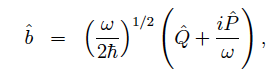 b̂ = (ω/2ħ)^{1/2} (Q̂ + iP̂/ω),